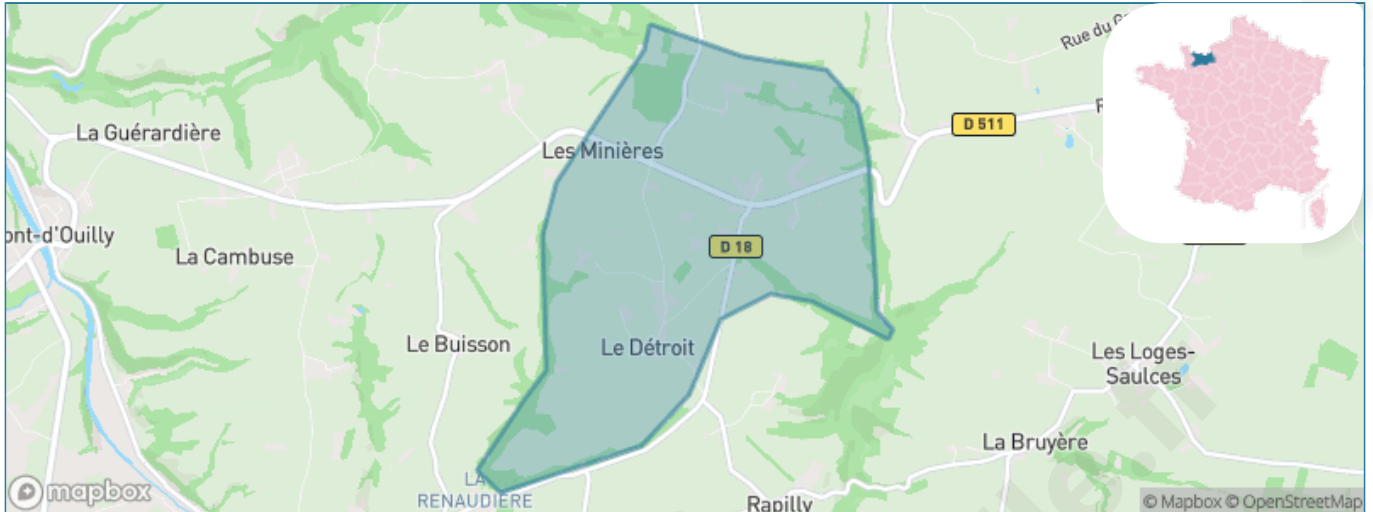 Rue du G
D 511
La Guérardière
Les Minières
ont-d'Ouilly
La Cambuse
D 18
Le Buisson
Le Détroit
Les Loges-
Saulces
La Bruyère
LA
RENAUDIÈRE
Rapilly
mapbox
© Mapbox © OpenStreetMap